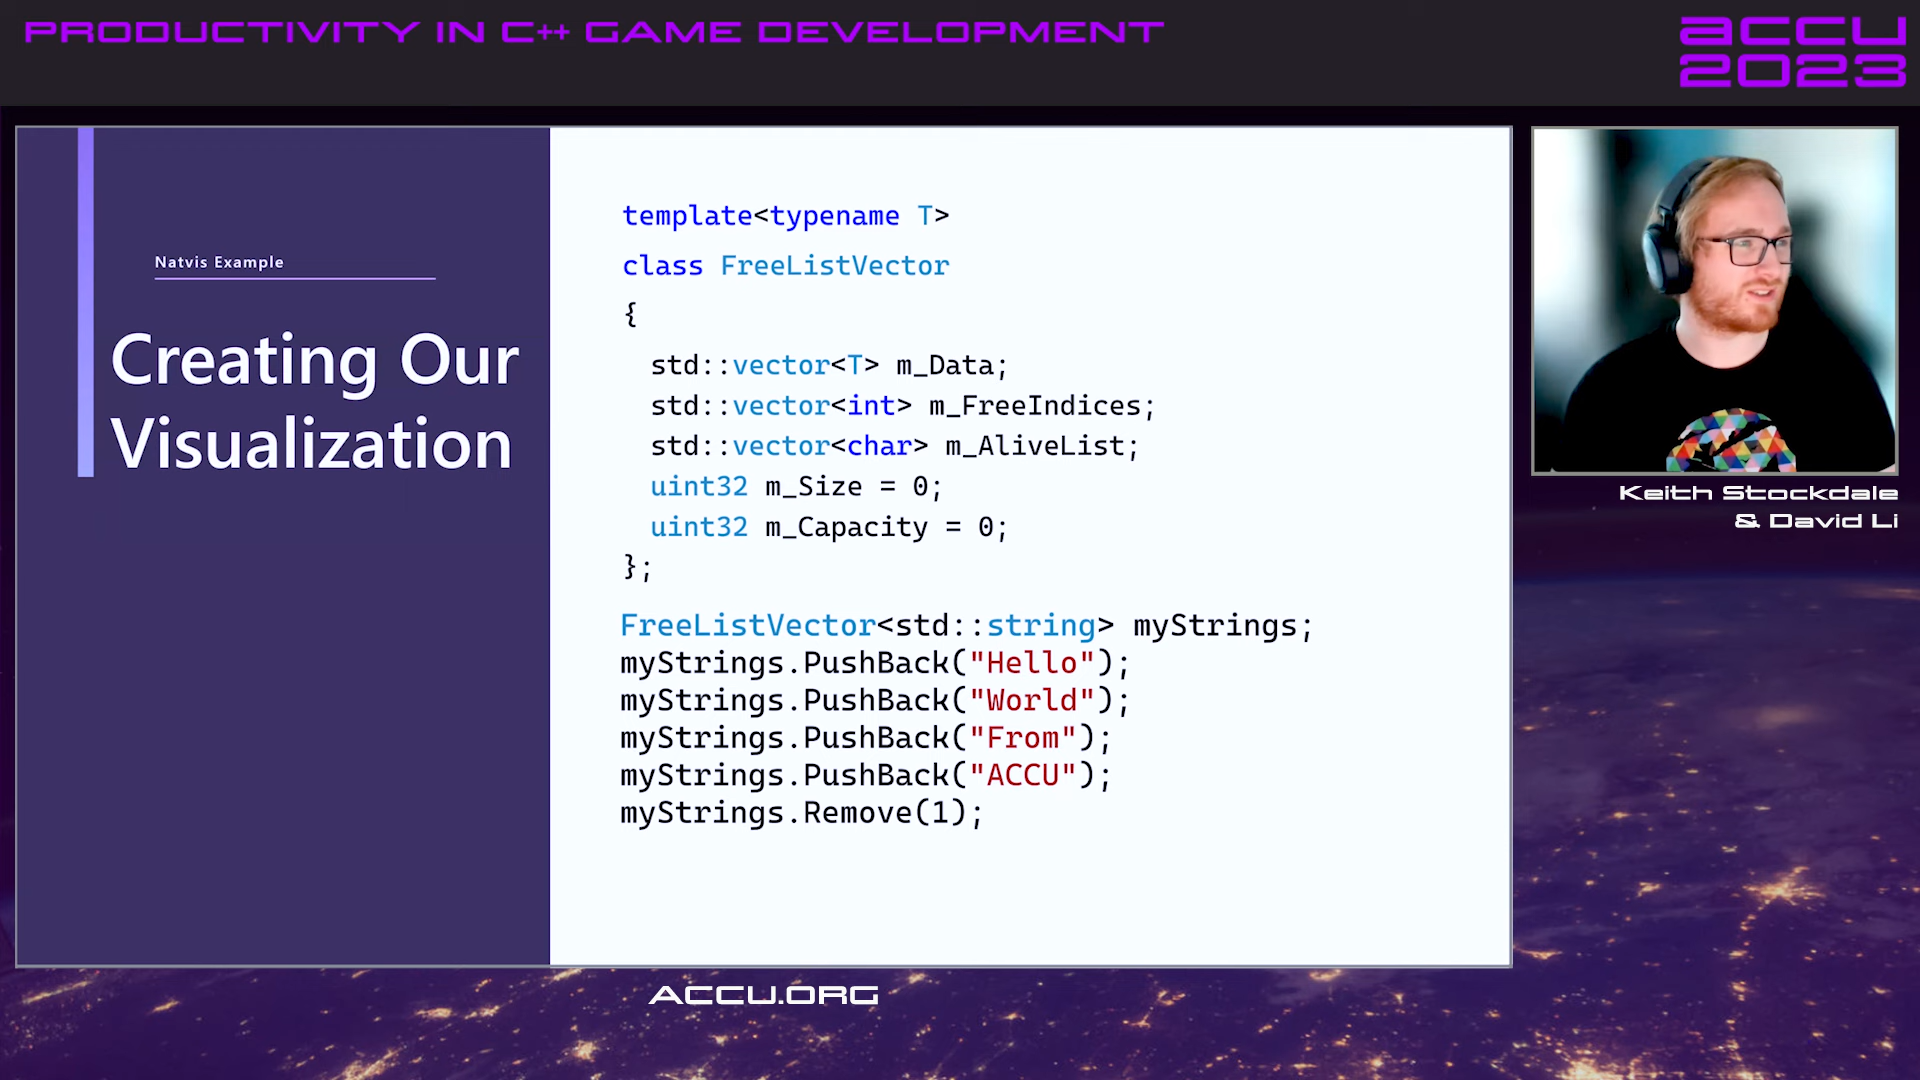 PRODUCTIVITY IN C++ GAME DEVELOPMENT
accu
2023
Natvis Example
Creating Our
Visualization
template<typename T>
class FreeListVector
{
std::vector<T> m_Data;
std::vector<int> m_FreeIndices;
std::vector<char> m_AliveList;
uint32 m_Size = 0;
uint32 m_Capacity = 0;
};
FreeListVector<std::string> myStrings;
myStrings.PushBack("Hello");
myStrings.PushBack("World");
myStrings.PushBack("From");
myStrings.PushBack("ACCU");
myStrings.Remove(1);
Keith Stockdale
& David Li
ACCU.ORG